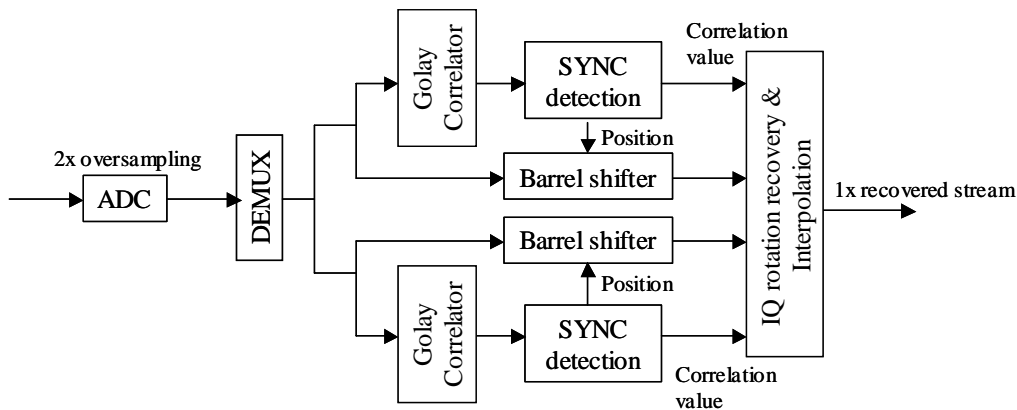 2x oversampling
ADC
DEMUX
Golay
Correlator
SYNC
detection
Correlation
value
Position
Barrel shifter
Barrel shifter
Position
Golay
Correlator
SYNC
detection
Correlation
value
IQ rotation recovery &
Interpolation
1x recovered stream